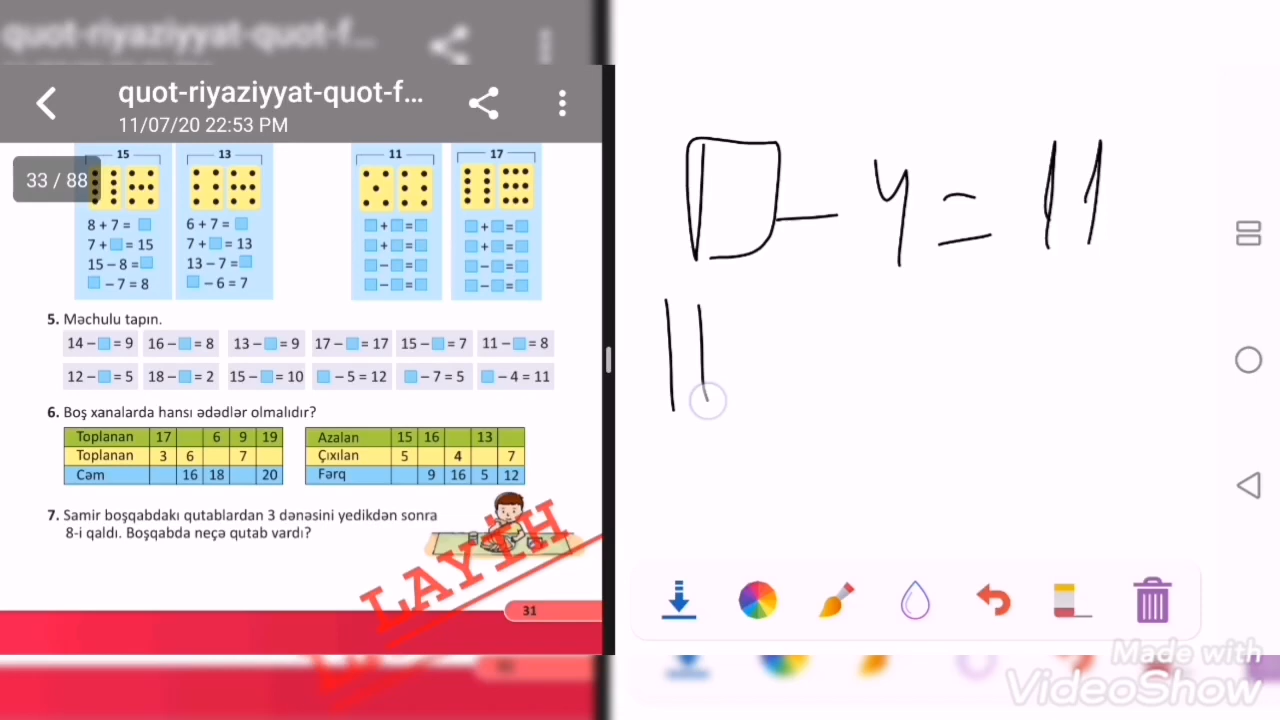 quot-riyaziyyat-quot-f...
quot-riyaziyyat-quot-f...
11/07/20 22:53 PM
33 / 88
15 13 11 17
8 + 7 = □
7 + □ = 15
15 − 8 = □
□ − 7 = 8
6 + 7 = □
7 + □ = 13
13 − 7 = □
□ − 6 = 7
□ + □ = □
□ + □ = □
□ − □ = □
□ − □ = □
□ + □ = □
□ + □ = □
□ − □ = □
□ − □ = □
5. Məchulu tapın.
14 − □ = 9 16 − □ = 8 13 − □ = 9 17 − □ = 17 15 − □ = 7 11 − □ = 8
12 − □ = 5 18 − □ = 2 15 − □ = 10 □ − 5 = 12 □ − 7 = 5 □ − 4 = 11
6. Boş xanalarda hansı ədədlər olmalıdır?
Toplanan 17 6 9 19
Toplanan 3 6 7
Cəm 16 18 20
Azalan 15 16 13
Çıxılan 5 4 7
Fərq 9 16 5 12
7. Samir boşqabdakı qutablardan 3 dənəsini yedikdən sonra
8-i qaldı. Boşqabda neçə qutab vardı?
LAYİH
31
□ − 4 = 11
11
Made with
VideoShow